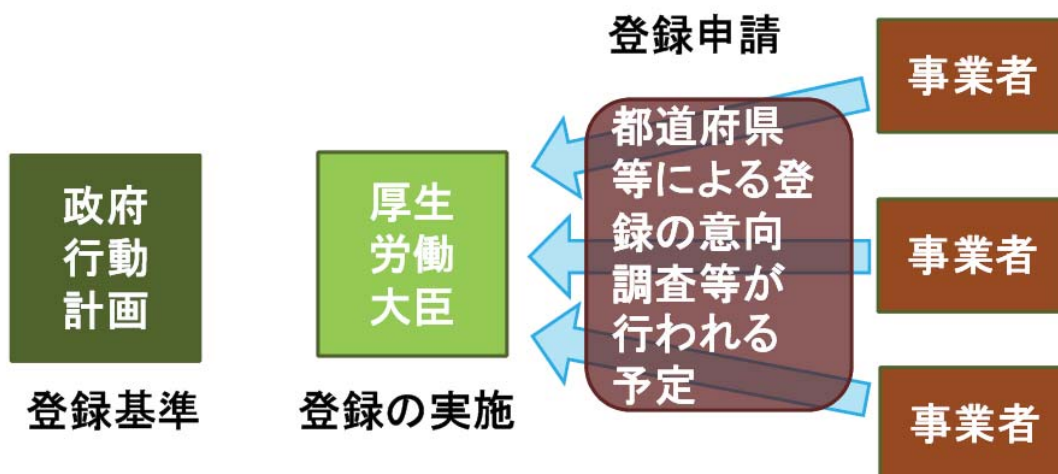 政府
行動
計画
登録基準
厚生
労働
大臣
登録の実施
登録申請
都道府県
等による登
録の意向
調査等が
行われる
予定
事業者
事業者
事業者